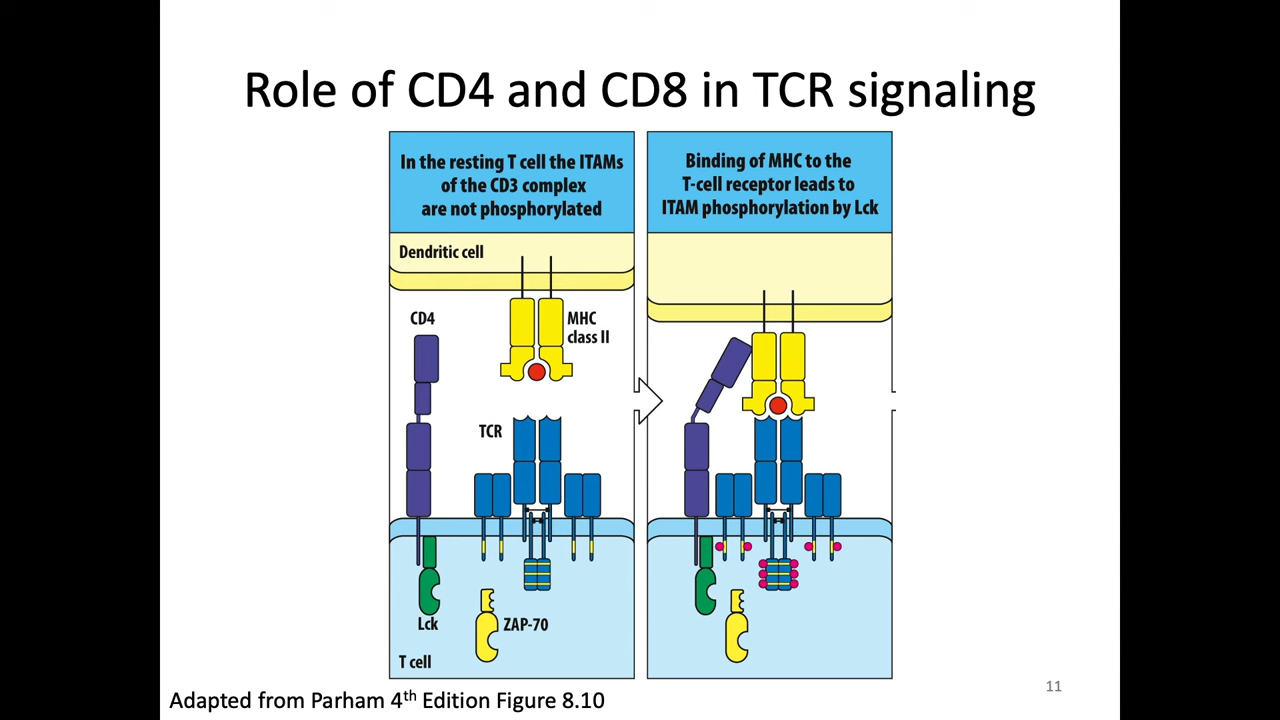 Role of CD4 and CD8 in TCR signaling
In the resting T cell the ITAMs
of the CD3 complex
are not phosphorylated
Binding of MHC to the
T-cell receptor leads to
ITAM phosphorylation by Lck
Dendritic cell
CD4
MHC
class II
TCR
Lck
ZAP-70
T cell
Adapted from Parham 4th Edition Figure 8.10
11